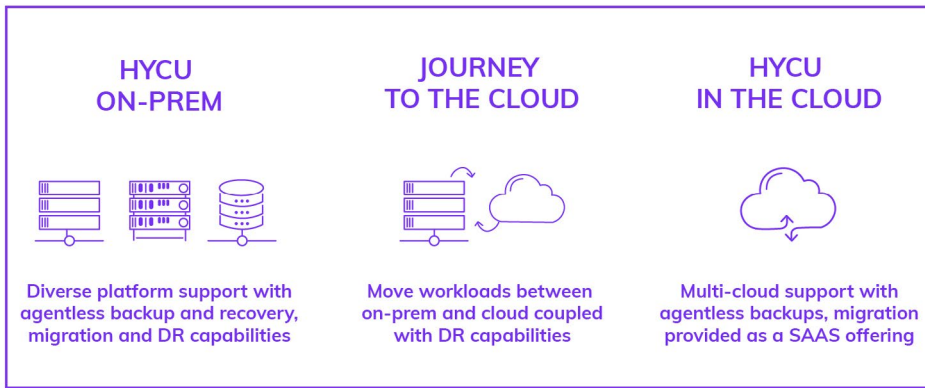 HYCU
ON-PREM
Diverse platform support with
agentless backup and recovery,
migration and DR capabilities
JOURNEY
TO THE CLOUD
Move workloads between
on-prem and cloud coupled
with DR capabilities
HYCU
IN THE CLOUD
Multi-cloud support with
agentless backups, migration
provided as a SAAS offering